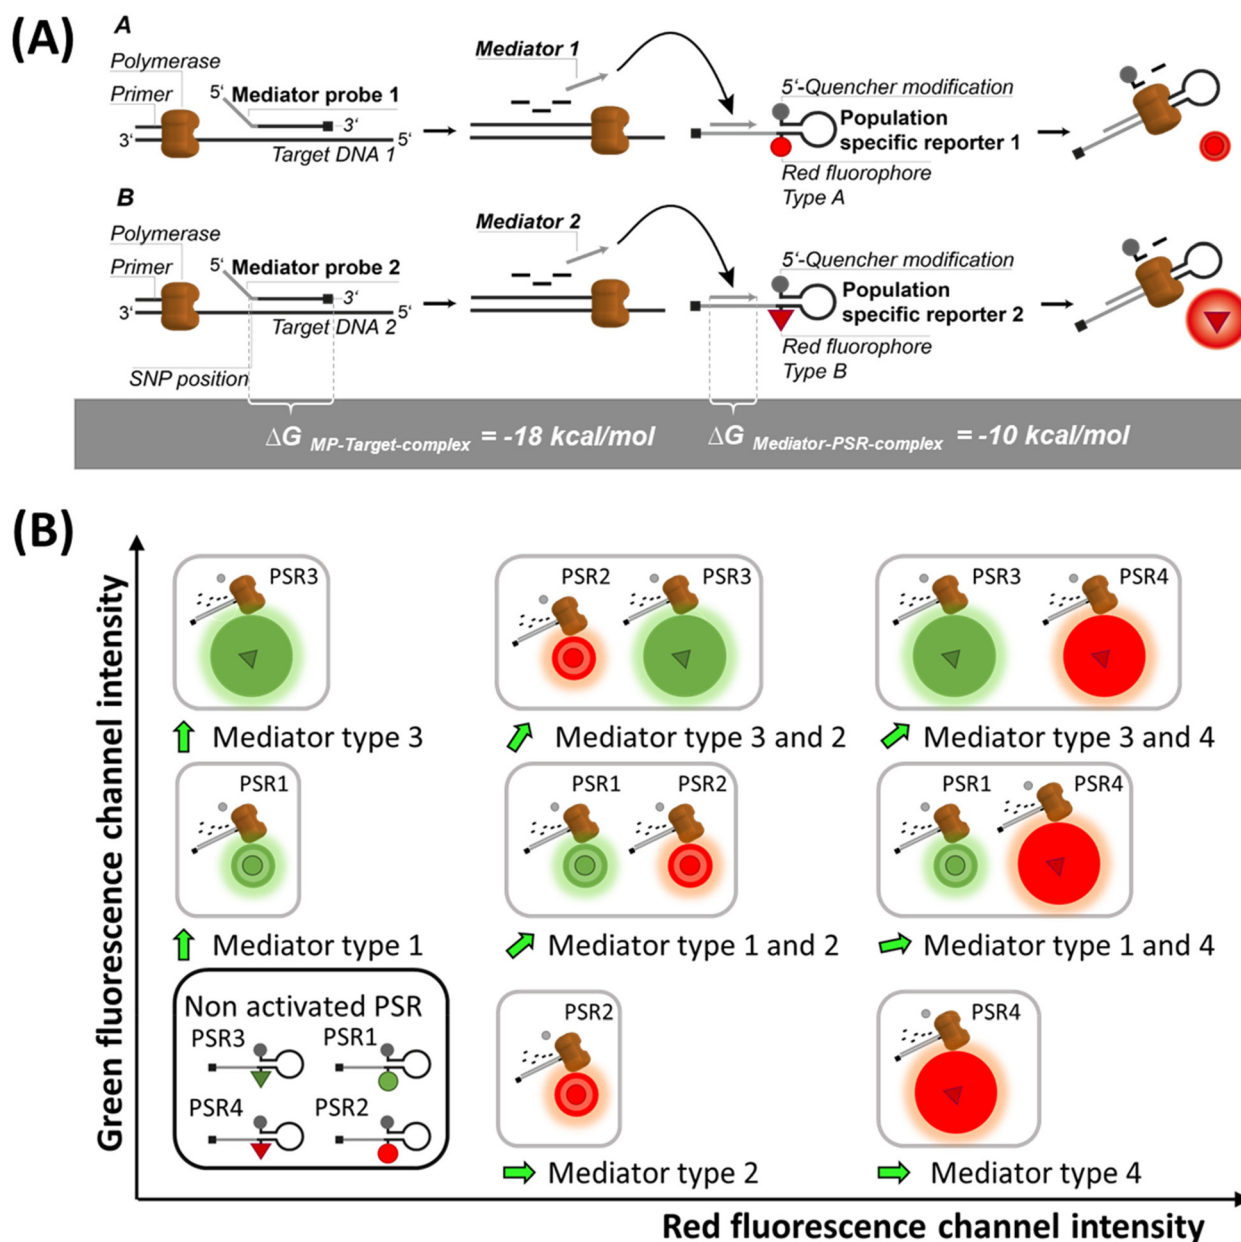 (A)
A
Polymerase
Primer
5‘
Mediator probe 1
3‘
3‘
5‘
Target DNA 1
Mediator 1
5‘-Quencher modification
Population
specific reporter 1
Red fluorophore
Type A
B
Polymerase
Primer
5‘
Mediator probe 2
3‘
3‘
5‘
Target DNA 2
SNP position
Mediator 2
5‘-Quencher modification
Population
specific reporter 2
Red fluorophore
Type B
ΔG MP-Target-complex = -18 kcal/mol
ΔG Mediator-PSR-complex = -10 kcal/mol
(B)
Green fluorescence channel intensity
PSR3
Mediator type 3
PSR2 PSR3
Mediator type 3 and 2
PSR3 PSR4
Mediator type 3 and 4
PSR1
Mediator type 1
PSR1 PSR2
Mediator type 1 and 2
PSR1 PSR4
Mediator type 1 and 4
Non activated PSR
PSR3 PSR1
PSR4 PSR2
PSR2
Mediator type 2
PSR4
Mediator type 4
Red fluorescence channel intensity